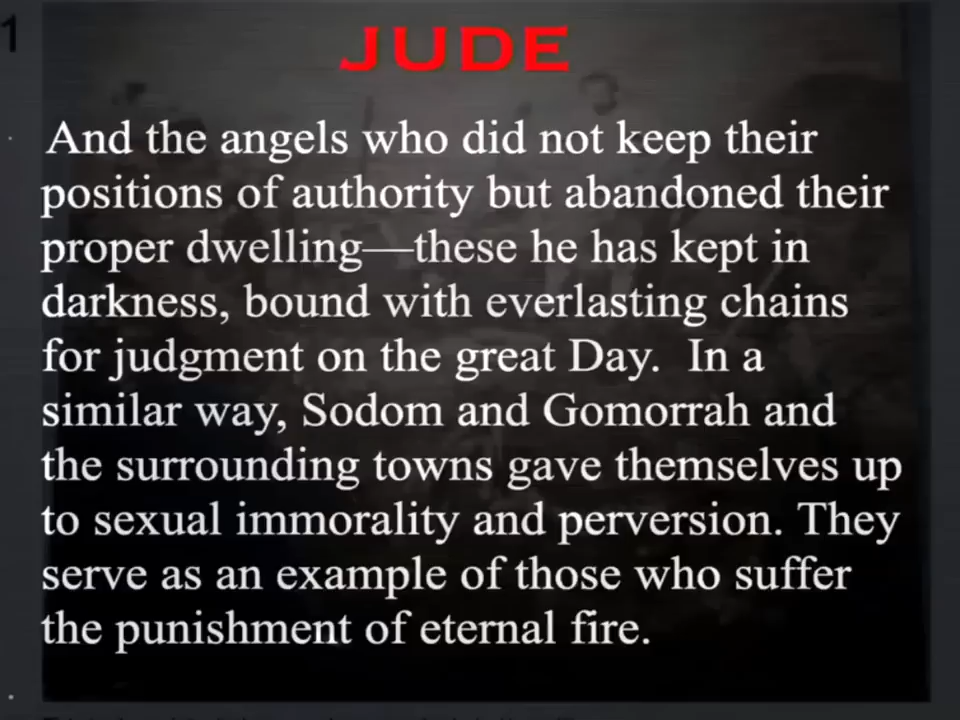 1
JUDE
And the angels who did not keep their
positions of authority but abandoned their
proper dwelling—these he has kept in
darkness, bound with everlasting chains
for judgment on the great Day.  In a
similar way, Sodom and Gomorrah and
the surrounding towns gave themselves up
to sexual immorality and perversion. They
serve as an example of those who suffer
the punishment of eternal fire.